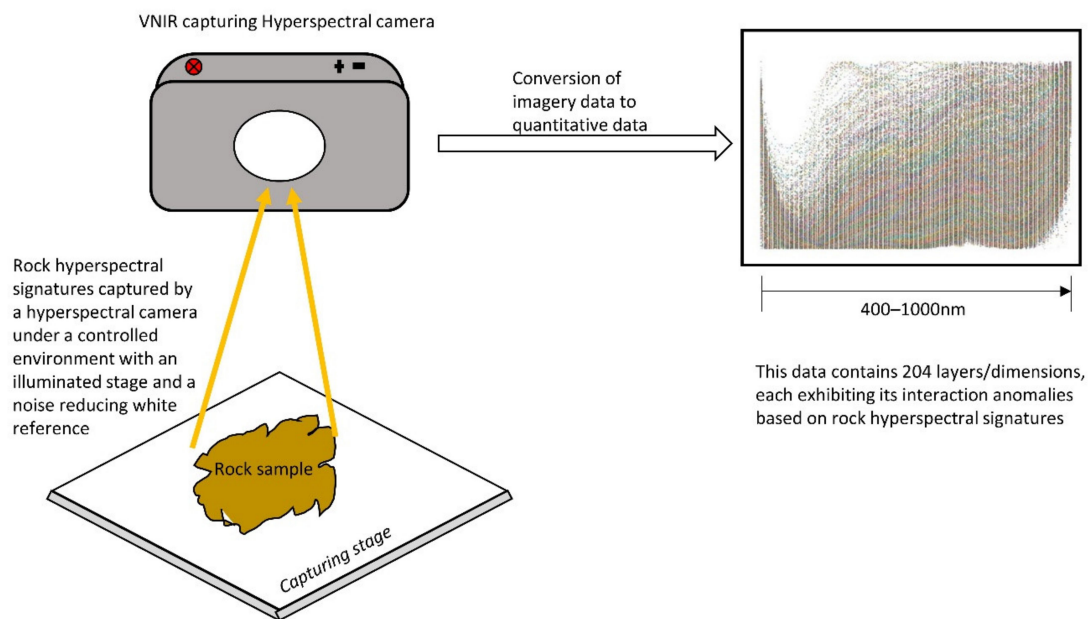 VNIR capturing Hyperspectral camera
Conversion of
imagery data to
quantitative data
Rock hyperspectral
signatures captured by
a hyperspectral camera
under a controlled
environment with an
illuminated stage and a
noise reducing white
reference
Rock sample
Capturing stage
400–1000nm
This data contains 204 layers/dimensions,
each exhibiting its interaction anomalies
based on rock hyperspectral signatures